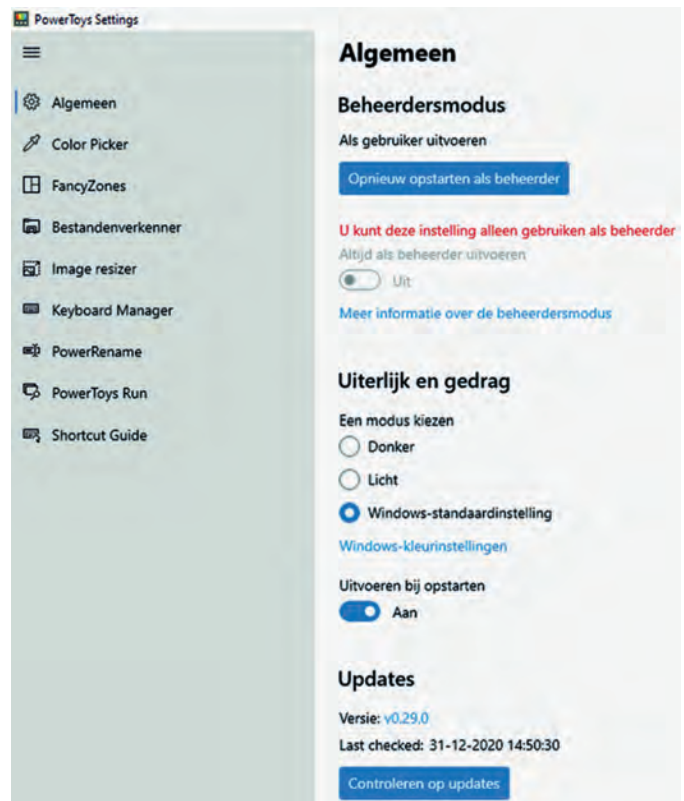 PowerToys Settings
Algemeen
Color Picker
FancyZones
Bestandenverkenner
Image resizer
Keyboard Manager
PowerRename
PowerToys Run
Shortcut Guide
Algemeen
Beheerdersmodus
Als gebruiker uitvoeren
Opnieuw opstarten als beheerder
U kunt deze instelling alleen gebruiken als beheerder
Altijd als beheerder uitvoeren
Uit
Meer informatie over de beheerdersmodus
Uiterlijk en gedrag
Een modus kiezen
Donker
Licht
Windows-standaardinstelling
Windows-kleurinstellingen
Uitvoeren bij opstarten
Aan
Updates
Versie: v0.29.0
Last checked: 31-12-2020 14:50:30
Controleren op updates